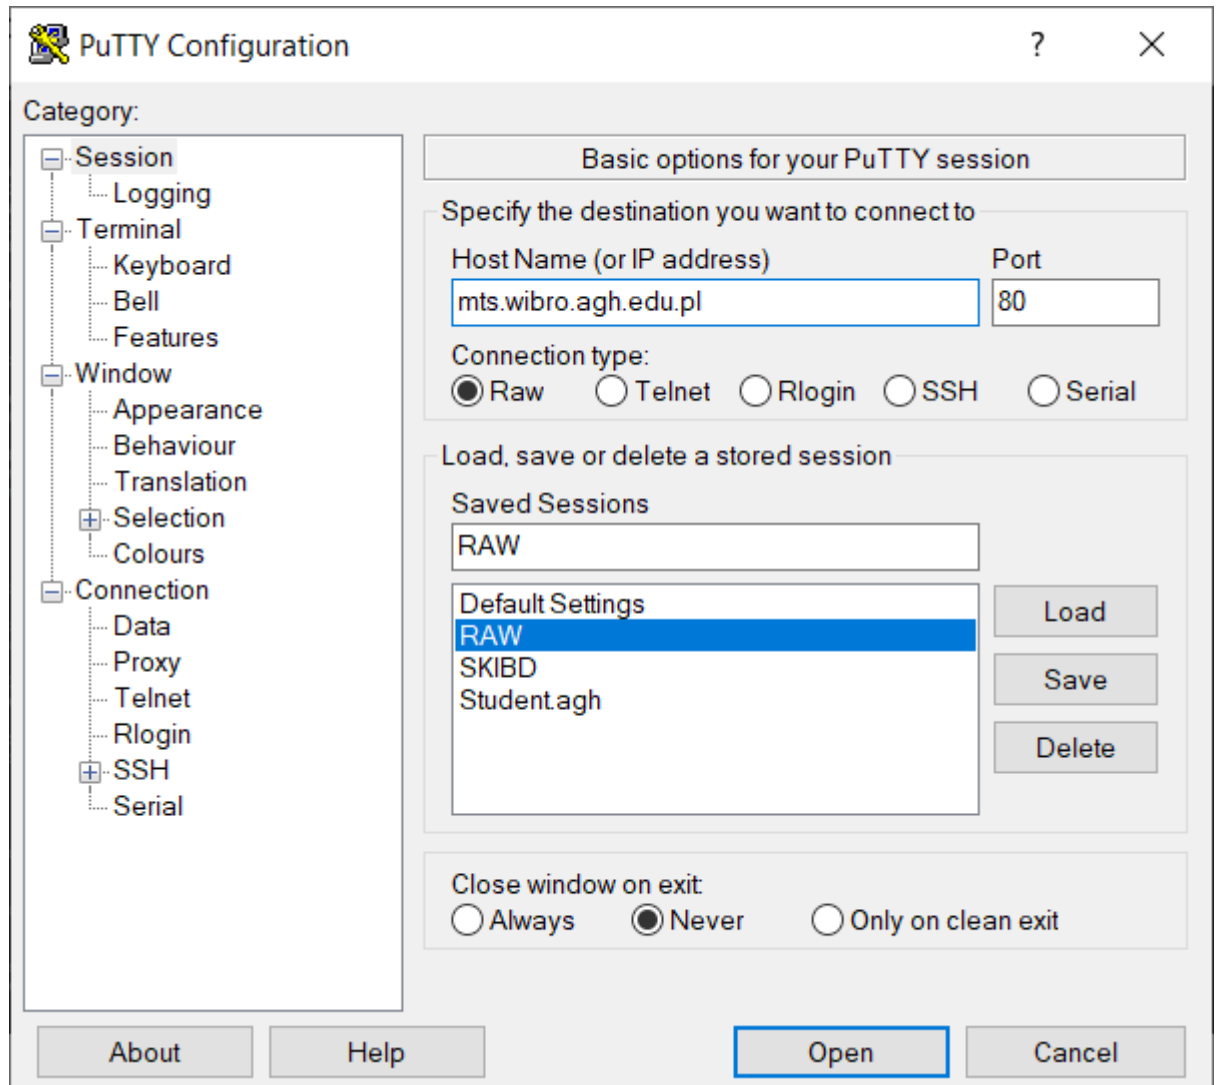 PuTTY Configuration
?
Category:
Session
Logging
Terminal
Keyboard
Bell
Features
Window
Appearance
Behaviour
Translation
Selection
Colours
Connection
Data
Proxy
Telnet
Rlogin
SSH
Serial
Basic options for your PuTTY session
Specify the destination you want to connect to
Host Name (or IP address) Port
mts.wibro.agh.edu.pl 80
Connection type:
Raw Telnet Rlogin SSH Serial
Load, save or delete a stored session
Saved Sessions
RAW
Default Settings
RAW
SKIBD
Student.agh
Load
Save
Delete
Close window on exit:
Always Never Only on clean exit
About Help Open Cancel